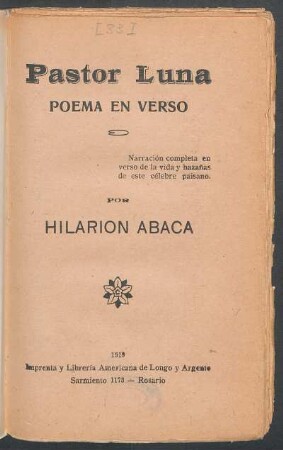 [83]
Pastor Luna
POEMA EN VERSO
Narración completa en
verso de la vida y hazañas
de este célebre paisano.
POR
HILARION ABACA
1919
Imprenta y Librería Americana de Longo y Argento
Sarmiento 1173 — Rosario